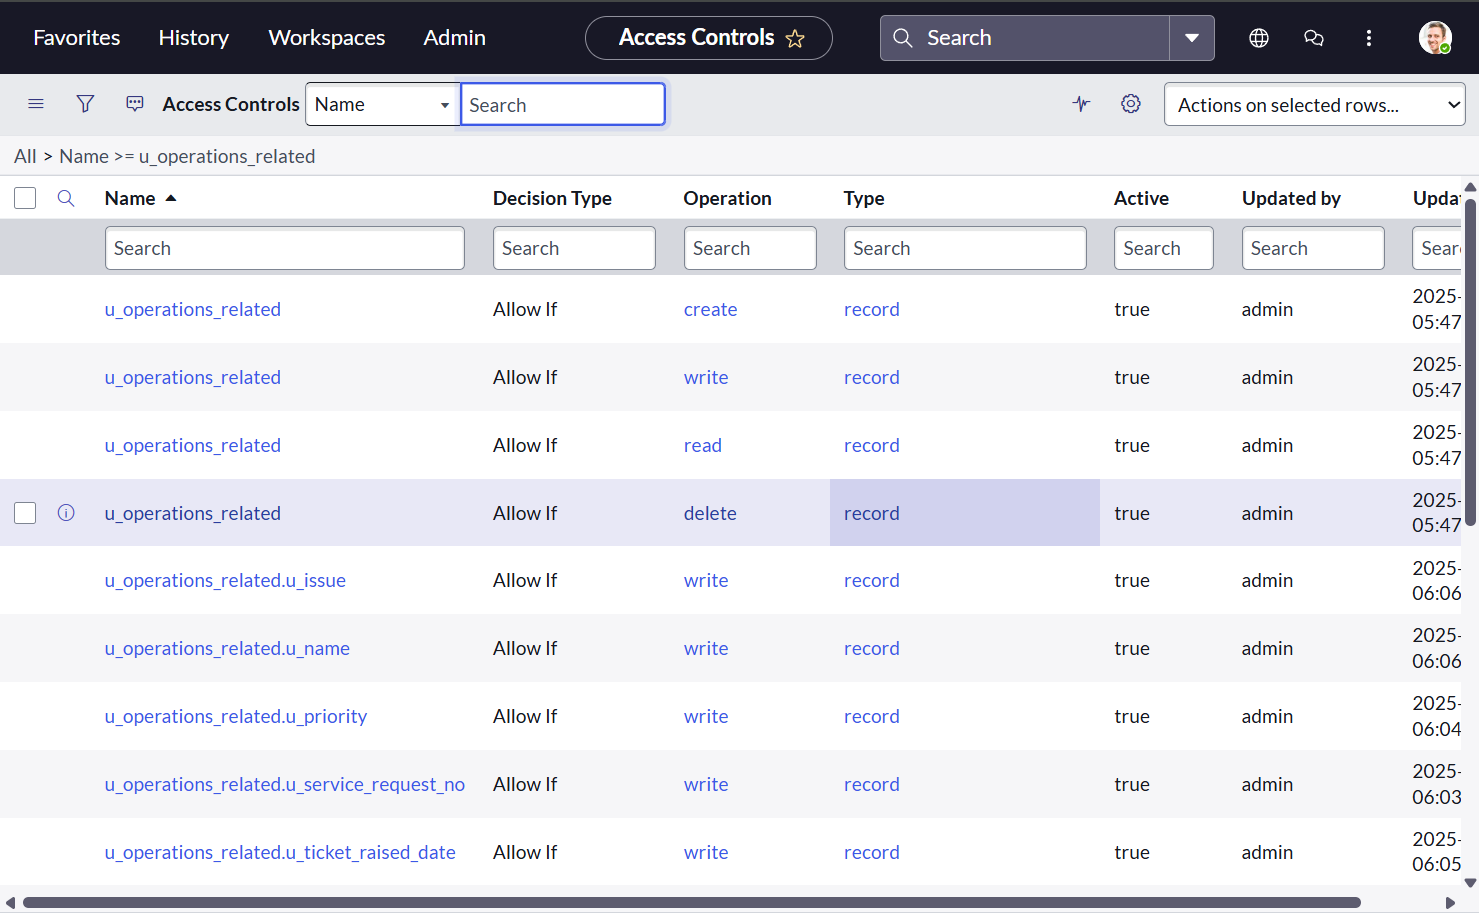 Favorites History Workspaces Admin Access Controls Search
Access Controls Name Search Actions on selected rows...
All > Name >= u_operations_related
Name Decision Type Operation Type Active Updated by Upda
Search Search Search Search Search Search Sear
u_operations_related Allow If create record true admin 2025-
05:47
u_operations_related Allow If write record true admin 2025-
05:47
u_operations_related Allow If read record true admin 2025-
05:47
u_operations_related Allow If delete record true admin 2025-
05:47
u_operations_related.u_issue Allow If write record true admin 2025-
06:06
u_operations_related.u_name Allow If write record true admin 2025-
06:06
u_operations_related.u_priority Allow If write record true admin 2025-
06:04
u_operations_related.u_service_request_no Allow If write record true admin 2025-
06:03
u_operations_related.u_ticket_raised_date Allow If write record true admin 2025-
06:05